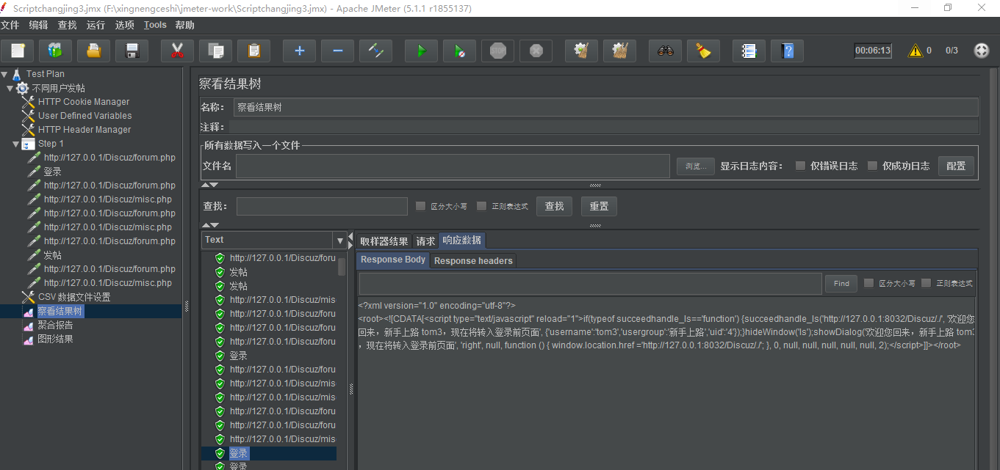 Scriptchangjing3.jmx (F:\xingnengceshi\jmeter-work\Scriptchangjing3.jmx) - Apache JMeter (5.1.1 r1855137)
文件 编辑 查找 运行 选项 Tools 帮助
STOP 00:06:13 0 0/3
Test Plan
不同用户发帖
HTTP Cookie Manager
User Defined Variables
HTTP Header Manager
Step 1
http://127.0.0.1/Discuz/forum.php
登录
http://127.0.0.1/Discuz/forum.php
http://127.0.0.1/Discuz/misc.php
http://127.0.0.1/Discuz/forum.php
http://127.0.0.1/Discuz/misc.php
http://127.0.0.1/Discuz/forum.php
发帖
http://127.0.0.1/Discuz/forum.php
http://127.0.0.1/Discuz/misc.php
CSV 数据文件设置
察看结果树
聚合报告
图形结果
察看结果树
名称： 察看结果树
注释：
所有数据写入一个文件
文件名 浏览... 显示日志内容： 仅错误日志 仅成功日志 配置
查找： 区分大小写 正则表达式 查找 重置
Text
http://127.0.0.1/Discuz/foru
发帖
发帖
http://127.0.0.1/Discuz/mis
http://127.0.0.1/Discuz/foru
http://127.0.0.1/Discuz/foru
http://127.0.0.1/Discuz/foru
登录
http://127.0.0.1/Discuz/foru
http://127.0.0.1/Discuz/mis
http://127.0.0.1/Discuz/mis
http://127.0.0.1/Discuz/foru
http://127.0.0.1/Discuz/foru
http://127.0.0.1/Discuz/mis
登录
登录
取样器结果 请求 响应数据
Response Body Response headers
Find 区分大小写 正则表达式
<?xml version="1.0" encoding="utf-8"?>
<root><![CDATA[<script type="text/javascript" reload="1">if(typeof succeedhandle_ls=='function') {succeedhandle_ls('http://127.0.0.1:8032/Discuz/./', '欢迎您
回来，新手上路 tom3，现在将转入登录前页面', {'username':'tom3','usergroup':'新手上路','uid':'4'});}hideWindow('ls');showDialog('欢迎您回来，新手上路 tom3
，现在将转入登录前页面', 'right', null, function () { window.location.href ='http://127.0.0.1:8032/Discuz/./'; }, 0, null, null, null, null, null, 2);</script>]]></root>